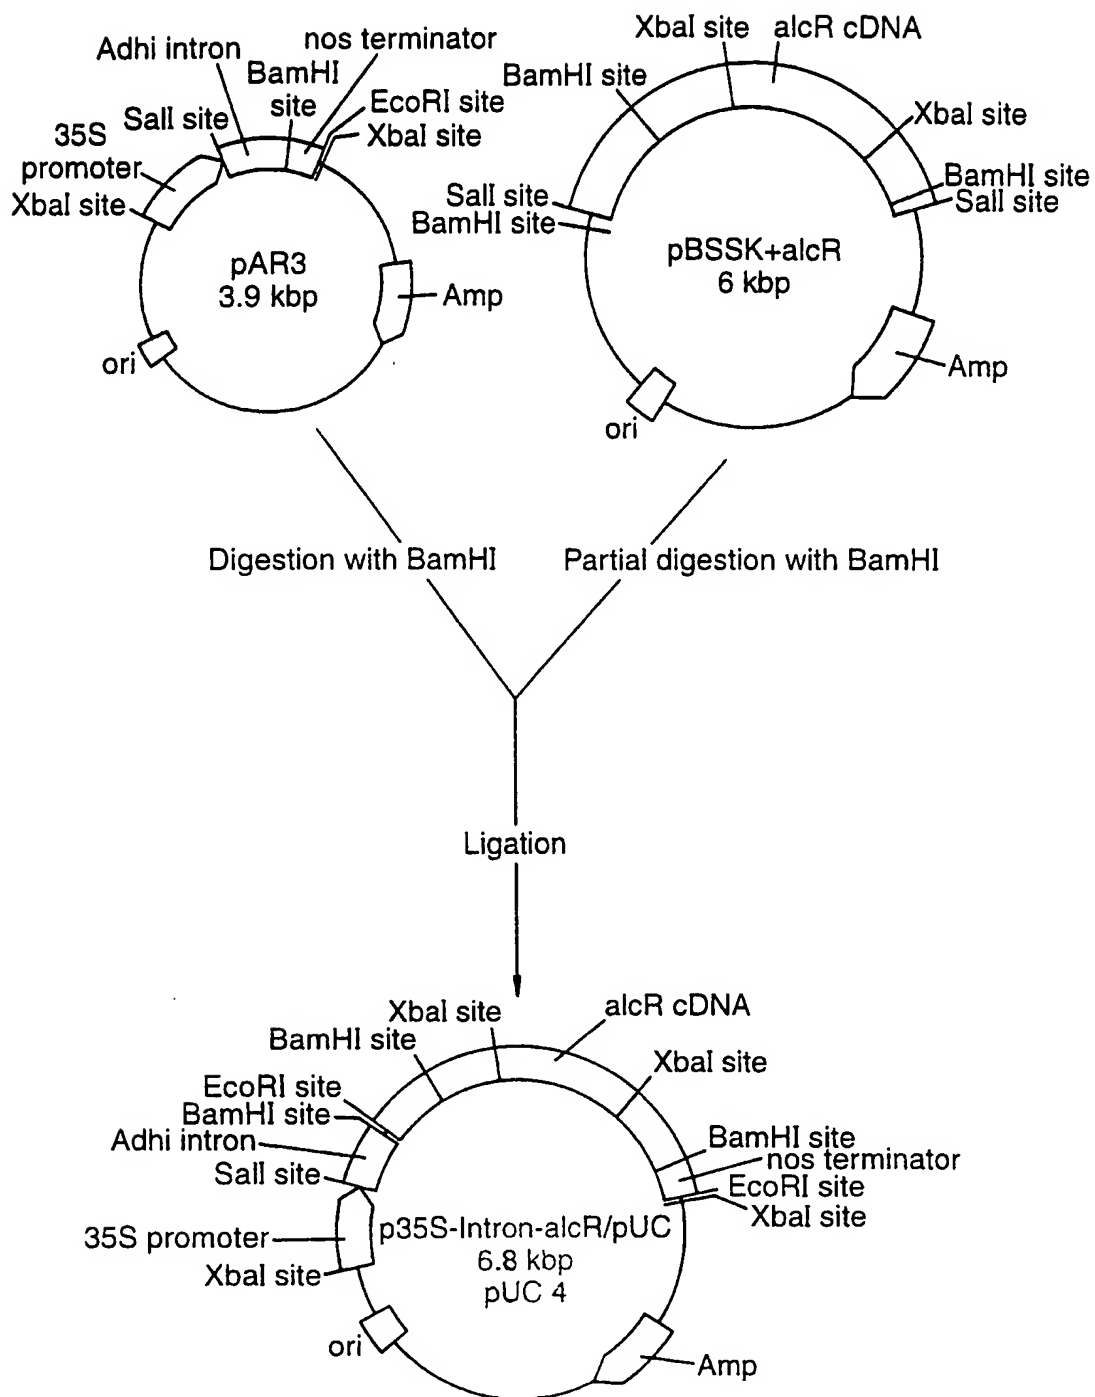 Adhi intron
nos terminator
BamHI
site
EcoRI site
SalI site
XbaI site
35S
promoter
XbaI site
pAR3
3.9 kbp
Amp
ori
XbaI site
alcR cDNA
BamHI site
XbaI site
SalI site
BamHI site
BamHI site
SalI site
pBSSK+alcR
6 kbp
Amp
ori
Digestion with BamHI
Partial digestion with BamHI
Ligation
XbaI site
alcR cDNA
BamHI site
XbaI site
EcoRI site
BamHI site
Adhi intron
SalI site
BamHI site
nos terminator
EcoRI site
XbaI site
35S promoter
XbaI site
p35S-Intron-alcR/pUC
6.8 kbp
pUC 4
ori
Amp